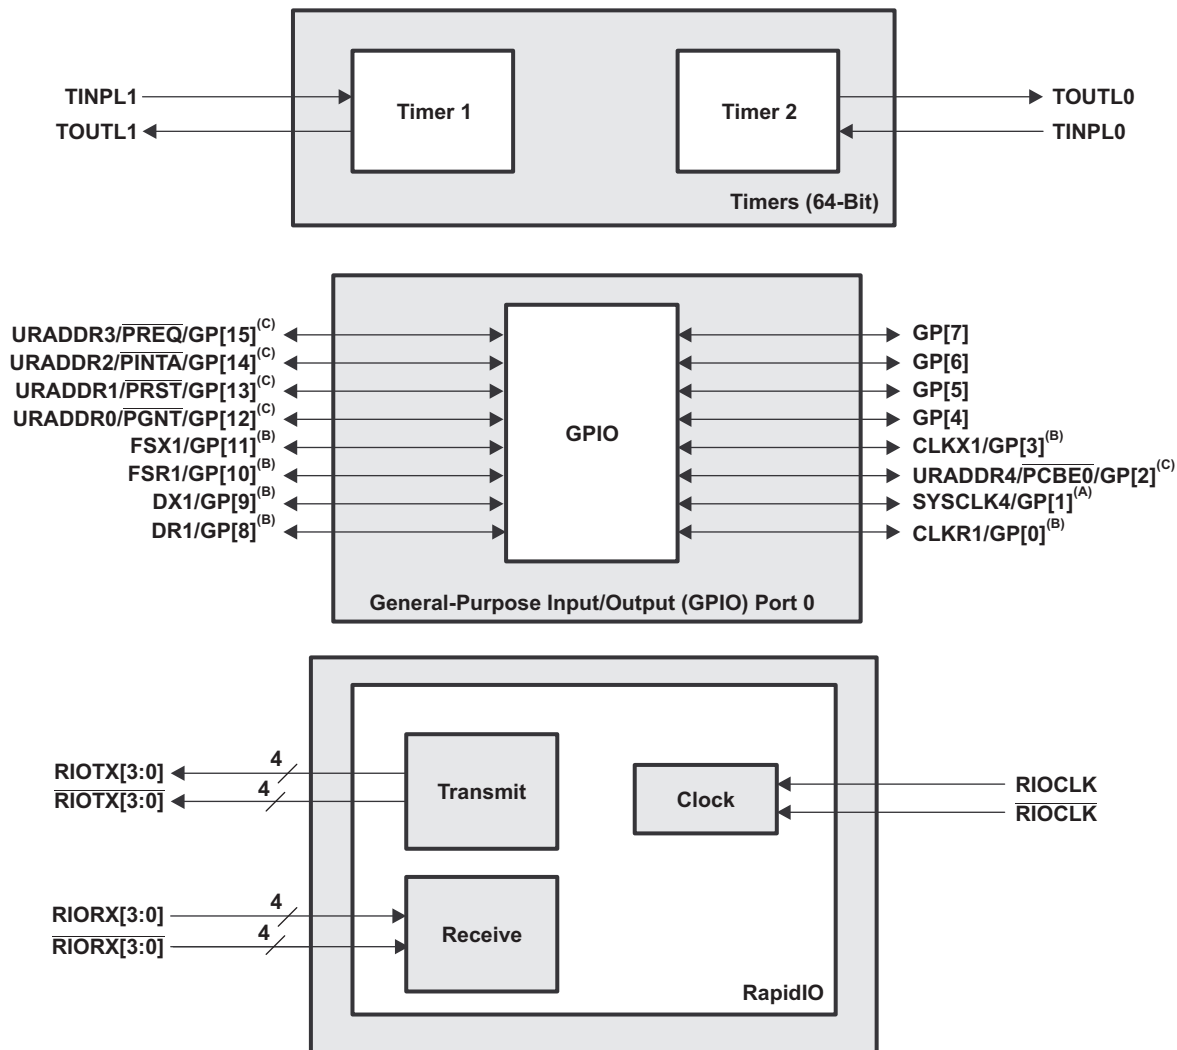 TINPL1
TOUTL1
Timer 1
Timer 2
TOUTL0
TINPL0
Timers (64-Bit)
URADDR3/PREQ/GP[15](C)
URADDR2/PINTA/GP[14](C)
URADDR1/PRST/GP[13](C)
URADDR0/PGNT/GP[12](C)
FSX1/GP[11](B)
FSR1/GP[10](B)
DX1/GP[9](B)
DR1/GP[8](B)
GPIO
GP[7]
GP[6]
GP[5]
GP[4]
CLKX1/GP[3](B)
URADDR4/PCBE0/GP[2](C)
SYSCLK4/GP[1](A)
CLKR1/GP[0](B)
General-Purpose Input/Output (GPIO) Port 0
RIOTX[3:0]
4
RIOTX[3:0]
4
Transmit
Clock
RIOCLK
RIOCLK
RIORX[3:0]
4
RIORX[3:0]
4
Receive
RapidIO